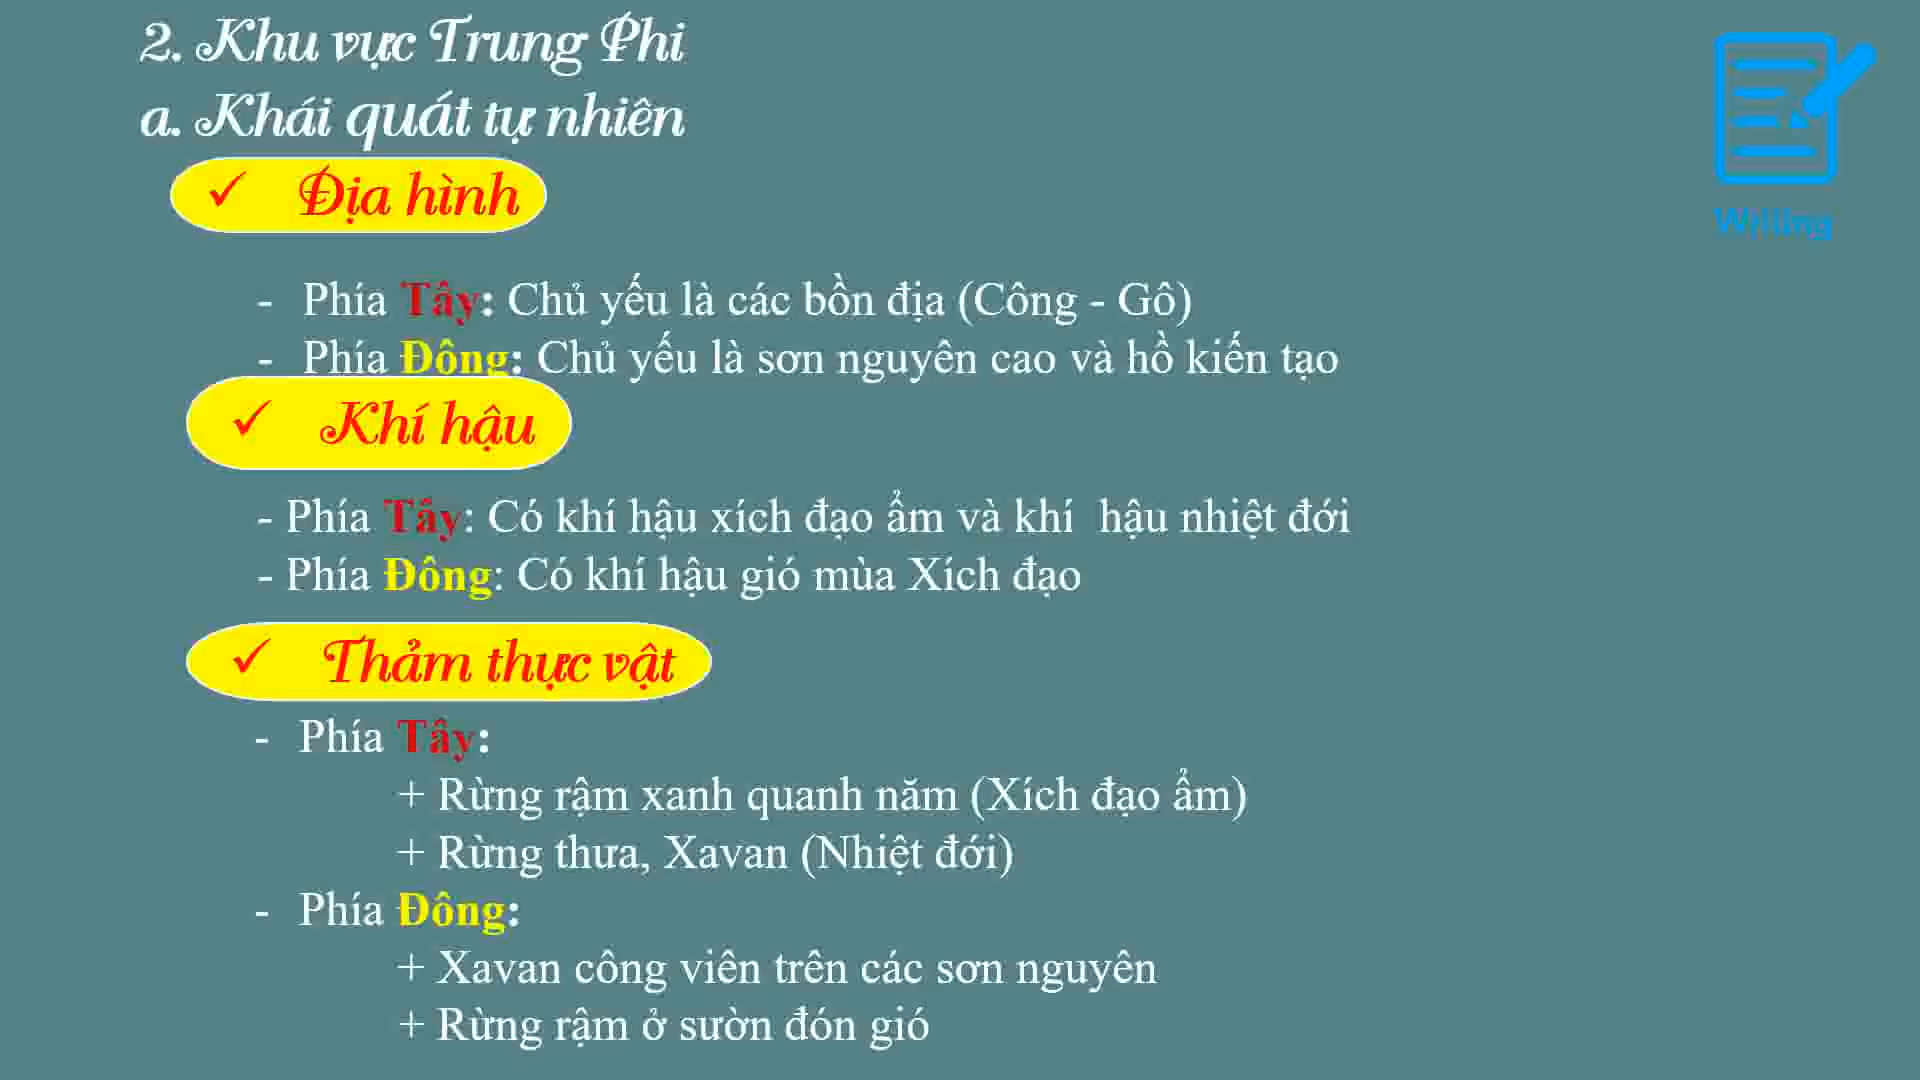 2. Khu vực Trung Phi
a. Khái quát tự nhiên
Writing
✓ Địa hình
- Phía Tây: Chủ yếu là các bồn địa (Công - Gô)
- Phía Đông: Chủ yếu là sơn nguyên cao và hồ kiến tạo
✓ Khí hậu
- Phía Tây: Có khí hậu xích đạo ẩm và khí hậu nhiệt đới
- Phía Đông: Có khí hậu gió mùa Xích đạo
✓ Thảm thực vật
- Phía Tây:
+ Rừng rậm xanh quanh năm (Xích đạo ẩm)
+ Rừng thưa, Xavan (Nhiệt đới)
- Phía Đông:
+ Xavan công viên trên các sơn nguyên
+ Rừng rậm ở sườn đón gió